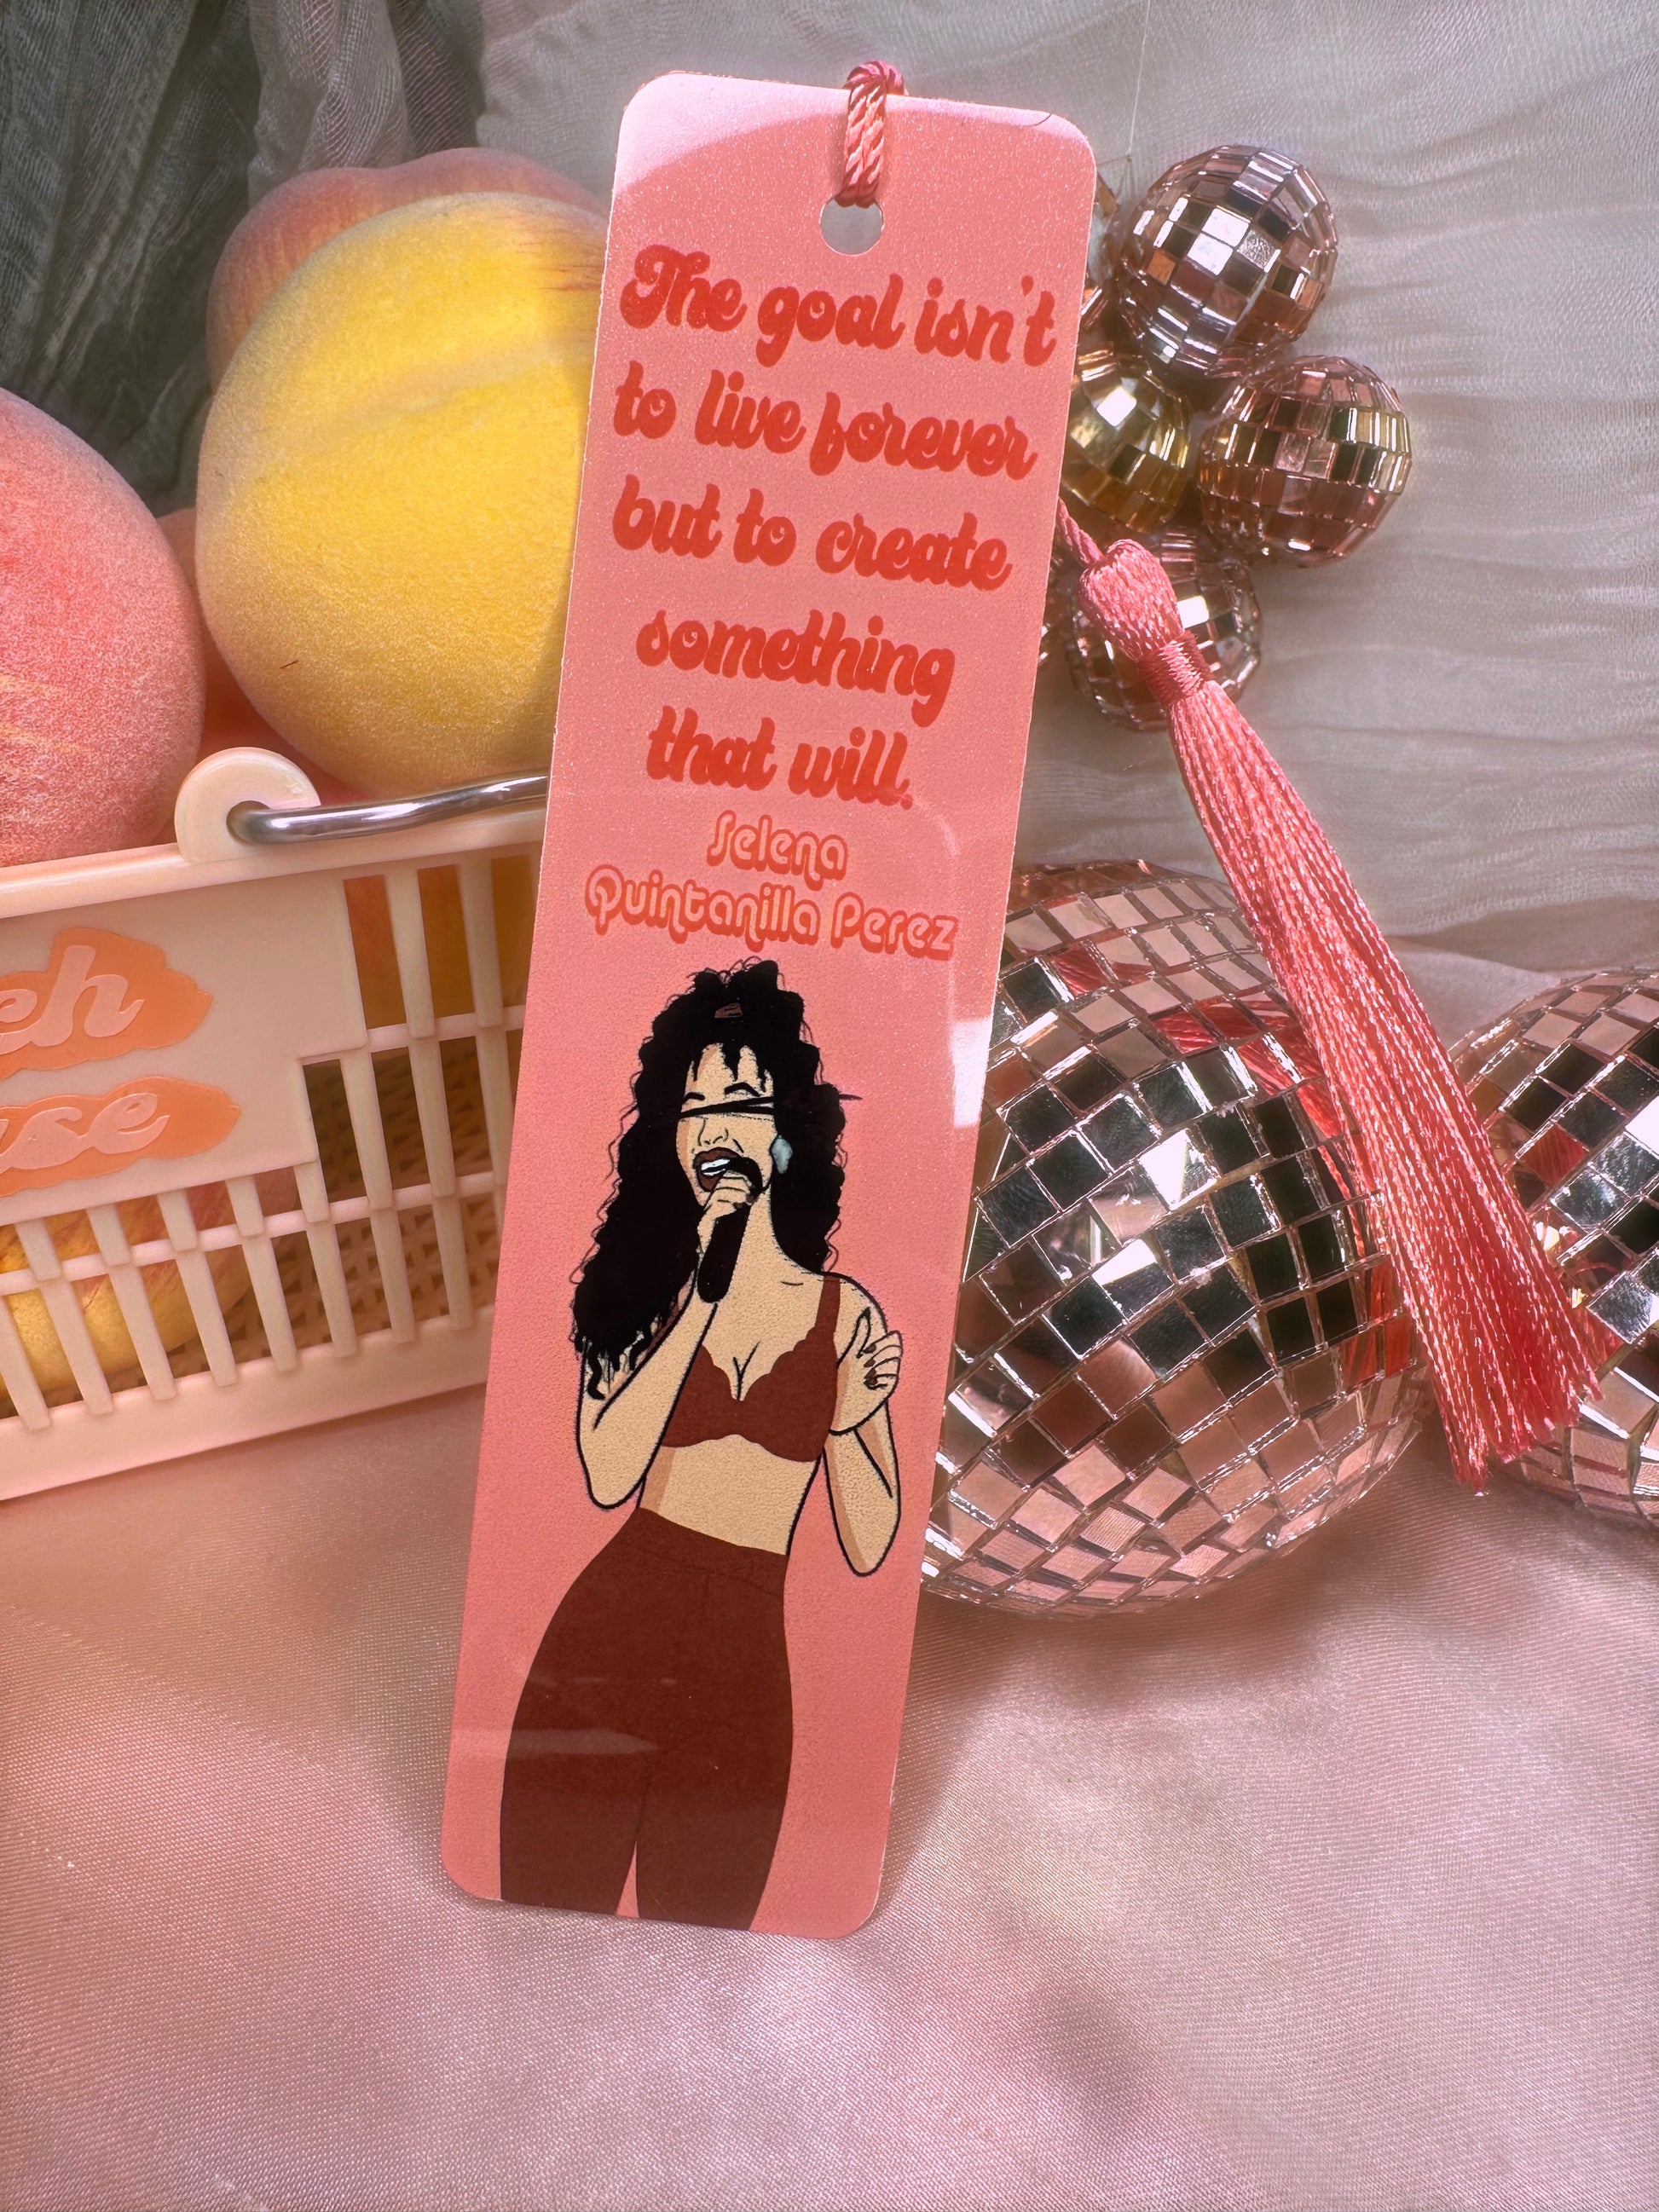 The goal isn't
to live forever
but to create
something
that will.
Selena
Quintanilla Perez